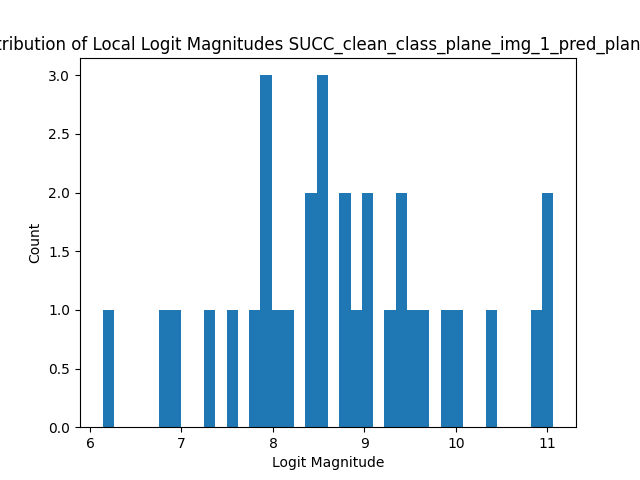 tribution of Local Logit Magnitudes SUCC_clean_class_plane_img_1_pred_plan
3.0
2.5
2.0
1.5
1.0
0.5
0.0
Count
6 7 8 9 10 11
Logit Magnitude